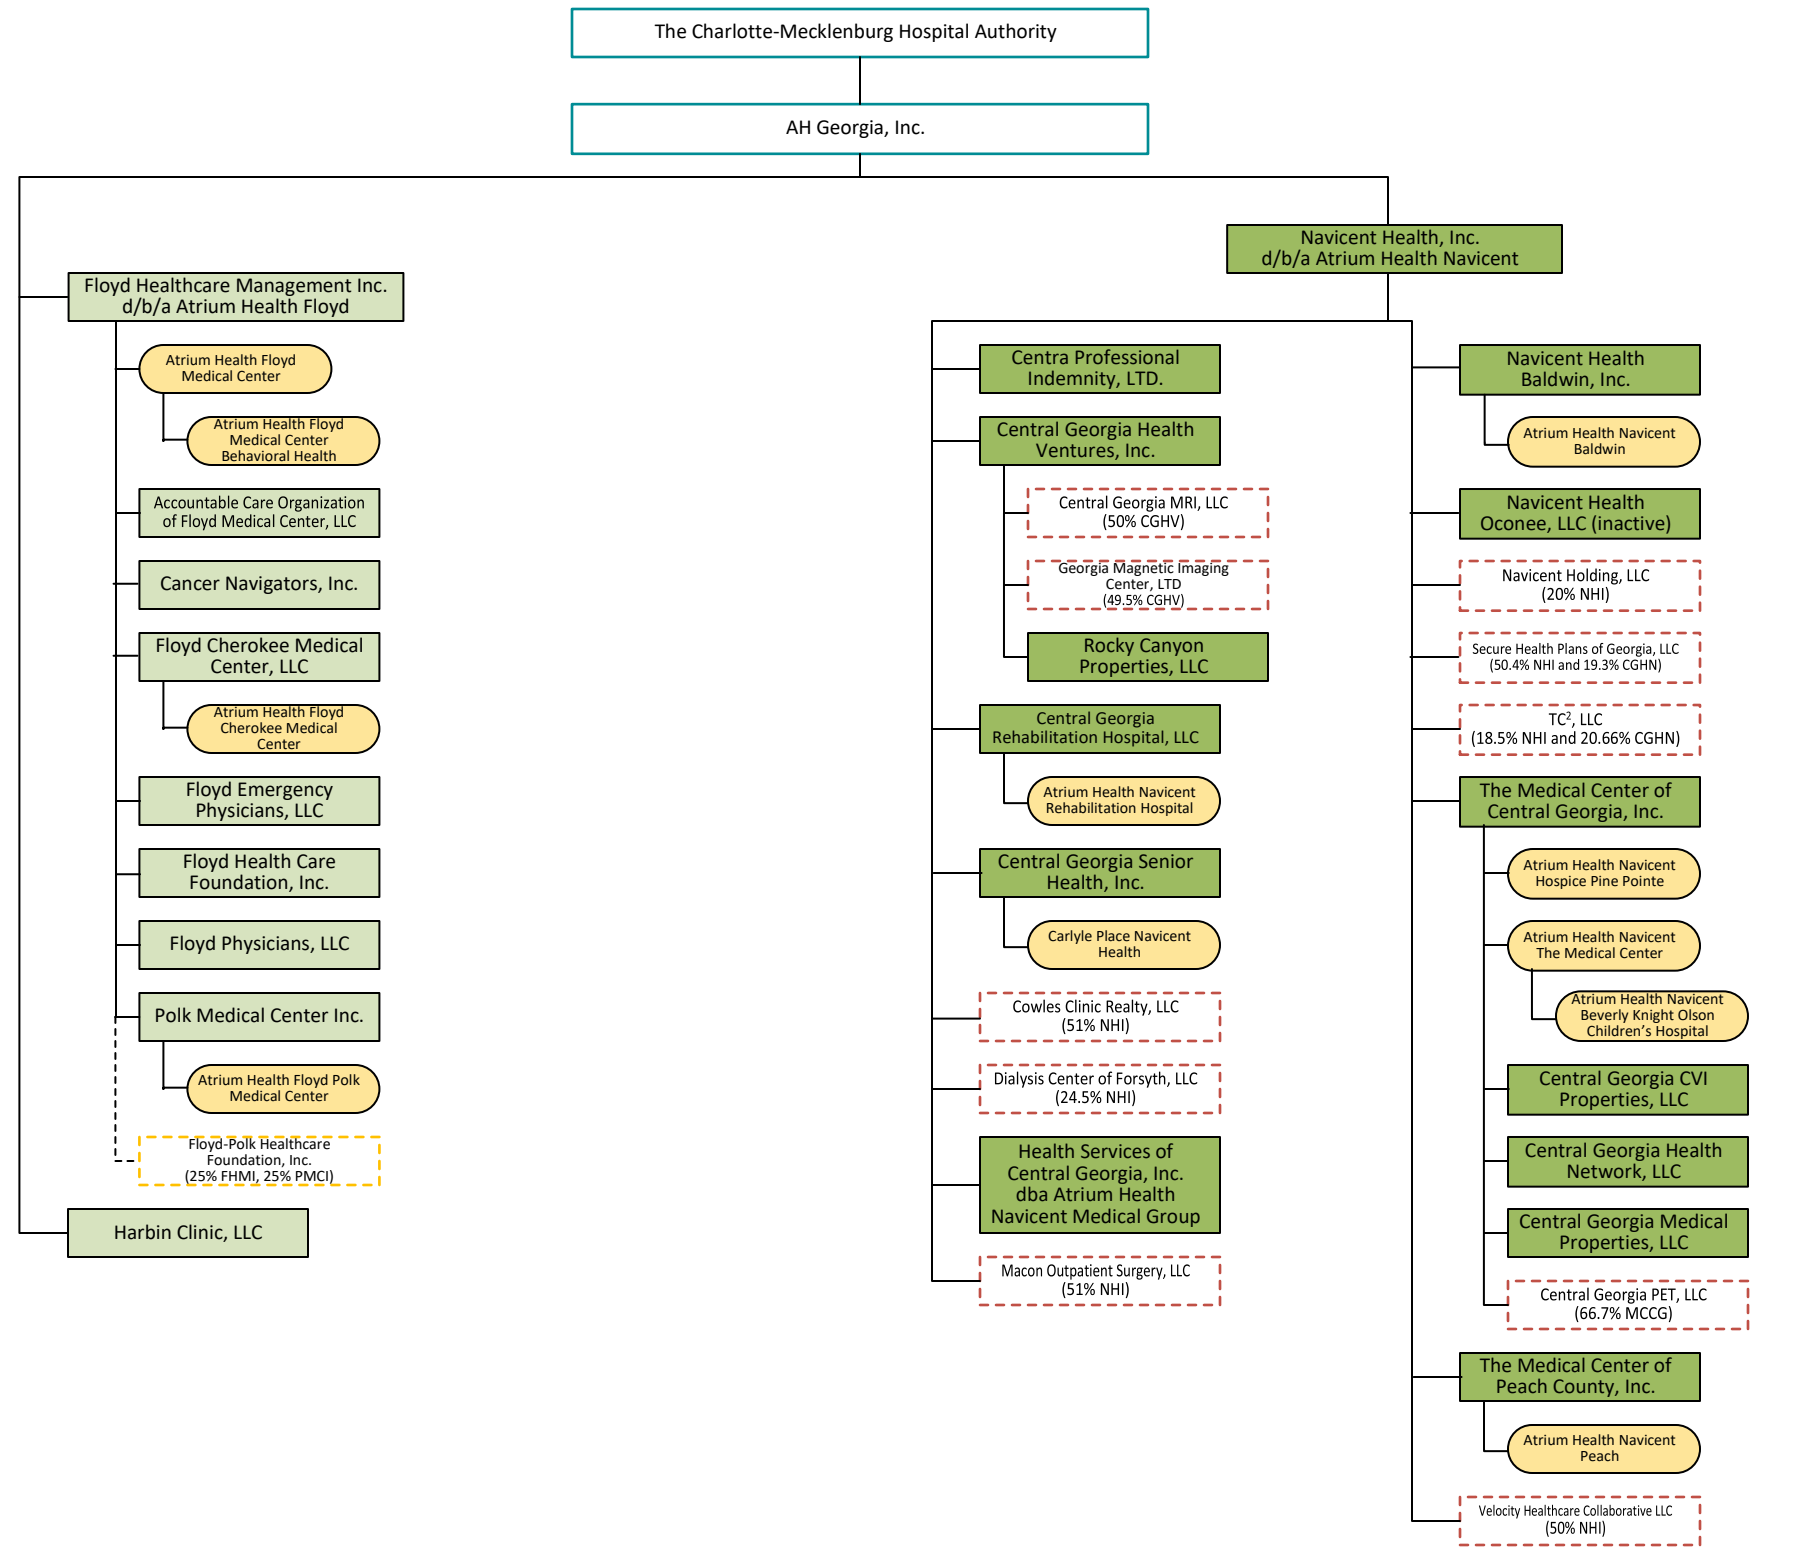 The Charlotte-Mecklenburg Hospital Authority
AH Georgia, Inc.
Floyd Healthcare Management Inc.
d/b/a Atrium Health Floyd
Atrium Health Floyd
Medical Center
Atrium Health Floyd
Medical Center
Behavioral Health
Accountable Care Organization
of Floyd Medical Center, LLC
Cancer Navigators, Inc.
Floyd Cherokee Medical
Center, LLC
Atrium Health Floyd
Cherokee Medical
Center
Floyd Emergency
Physicians, LLC
Floyd Health Care
Foundation, Inc.
Floyd Physicians, LLC
Polk Medical Center Inc.
Atrium Health Floyd Polk
Medical Center
Floyd-Polk Healthcare
Foundation, Inc.
(25% FHMI, 25% PMCI)
Harbin Clinic, LLC
Navicent Health, Inc.
d/b/a Atrium Health Navicent
Centra Professional
Indemnity, LTD.
Central Georgia Health
Ventures, Inc.
Central Georgia MRI, LLC
(50% CGHV)
Georgia Magnetic Imaging
Center, LTD
(49.5% CGHV)
Rocky Canyon
Properties, LLC
Central Georgia
Rehabilitation Hospital, LLC
Atrium Health Navicent
Rehabilitation Hospital
Central Georgia Senior
Health, Inc.
Carlyle Place Navicent
Health
Cowles Clinic Realty, LLC
(51% NHI)
Dialysis Center of Forsyth, LLC
(24.5% NHI)
Health Services of
Central Georgia, Inc.
dba Atrium Health
Navicent Medical Group
Macon Outpatient Surgery, LLC
(51% NHI)
Navicent Health
Baldwin, Inc.
Atrium Health Navicent
Baldwin
Navicent Health
Oconee, LLC (inactive)
Navicent Holding, LLC
(20% NHI)
Secure Health Plans of Georgia, LLC
(50.4% NHI and 19.3% CGHN)
TC², LLC
(18.5% NHI and 20.66% CGHN)
The Medical Center of
Central Georgia, Inc.
Atrium Health Navicent
Hospice Pine Pointe
Atrium Health Navicent
The Medical Center
Atrium Health Navicent
Beverly Knight Olson
Children’s Hospital
Central Georgia CVI
Properties, LLC
Central Georgia Health
Network, LLC
Central Georgia Medical
Properties, LLC
Central Georgia PET, LLC
(66.7% MCCG)
The Medical Center of
Peach County, Inc.
Atrium Health Navicent
Peach
Velocity Healthcare Collaborative LLC
(50% NHI)